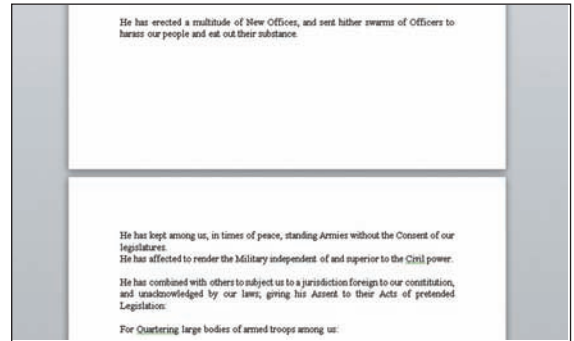 He has erected a multitude of New Offices, and sent hither swarms of Officers to
harass our people and eat out their substance.
He has kept among us, in times of peace, standing Armies without the Consent of our
legislatures.
He has affected to render the Military independent of and superior to the Civil power.
He has combined with others to subject us to a jurisdiction foreign to our constitution,
and unacknowledged by our laws; giving his Assent to their Acts of pretended
Legislation:
For Quartering large bodies of armed troops among us: